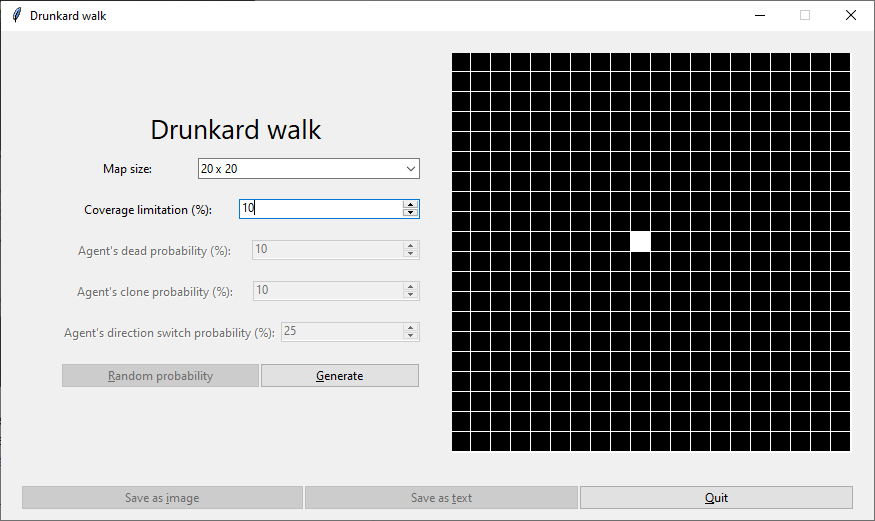 Drunkard walk
Drunkard walk
Map size: 20 x 20
Coverage limitation (%): 10
Agent's dead probability (%): 10
Agent's clone probability (%): 10
Agent's direction switch probability (%): 25
Random probability Generate
Save as image Save as text Quit